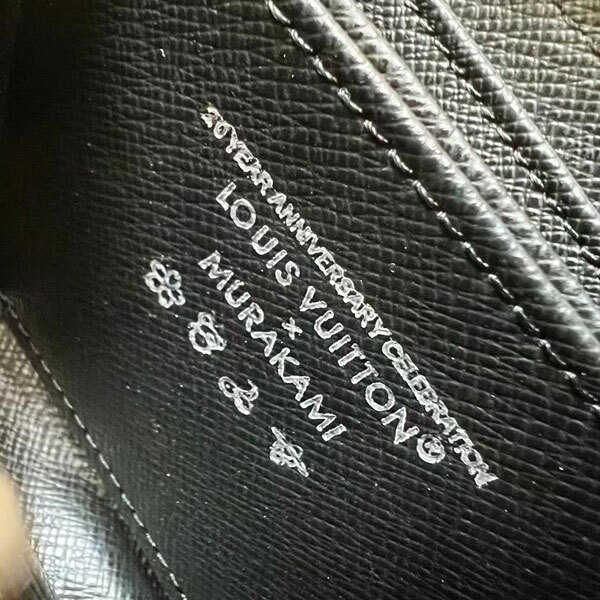 20 YEAR ANNIVERSARY CELEBRATION
LOUIS VUITTON®
×
MURAKAMI